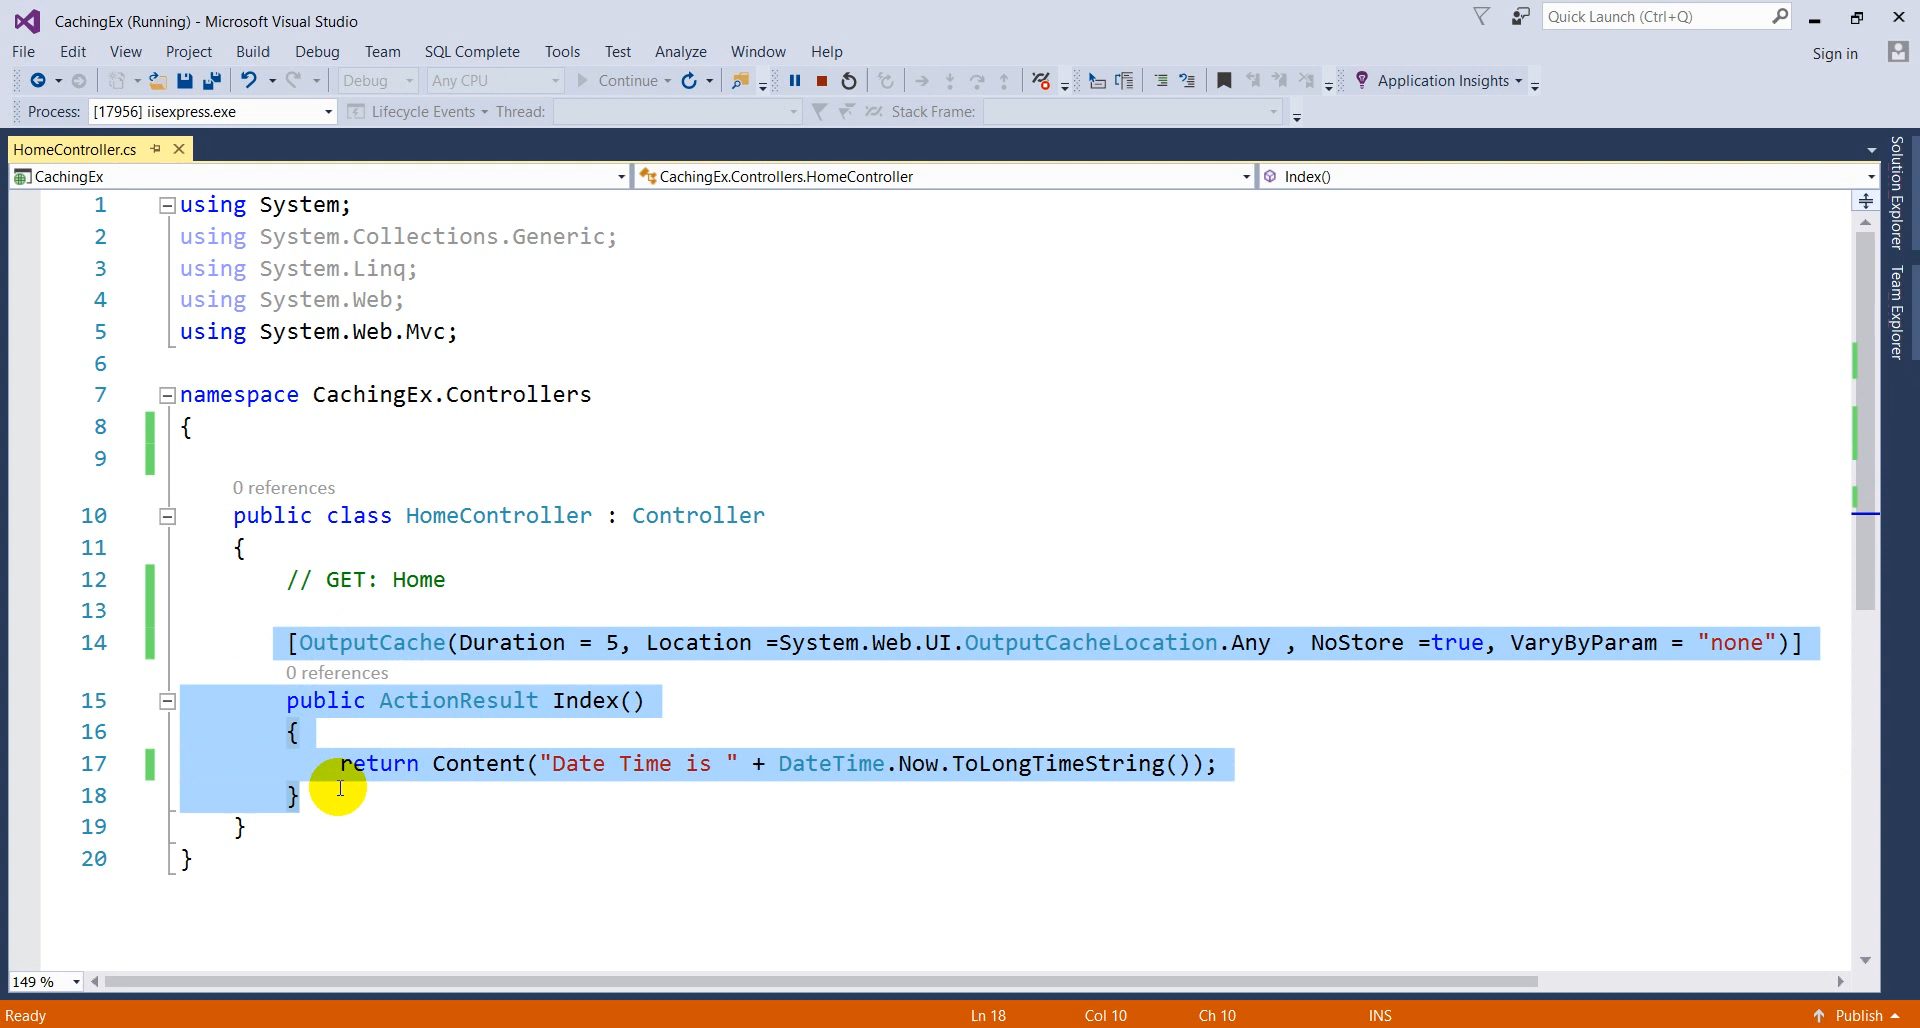 CachingEx (Running) - Microsoft Visual Studio
Quick Launch (Ctrl+Q)
File Edit View Project Build Debug Team SQL Complete Tools Test Analyze Window Help
Sign in
Debug Any CPU Continue Application Insights
Process: [17956] iisexpress.exe Lifecycle Events Thread: Stack Frame:
HomeController.cs
CachingEx CachingEx.Controllers.HomeController Index()
1 using System;
2 using System.Collections.Generic;
3 using System.Linq;
4 using System.Web;
5 using System.Web.Mvc;
6
7 namespace CachingEx.Controllers
8 {
9
0 references
10 public class HomeController : Controller
11 {
12 // GET: Home
13
14 [OutputCache(Duration = 5, Location =System.Web.UI.OutputCacheLocation.Any , NoStore =true, VaryByParam = "none")]
0 references
15 public ActionResult Index()
16 {
17 return Content("Date Time is " + DateTime.Now.ToLongTimeString());
18 }
19 }
20 }
Solution Explorer
Team Explorer
149 %
Ready Ln 18 Col 10 Ch 10 INS Publish